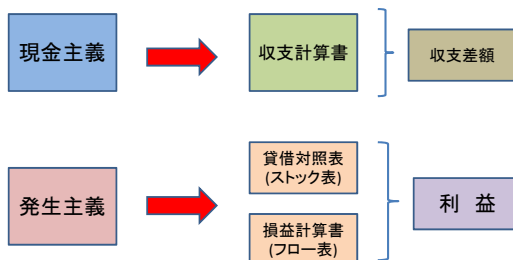 現金主義
収支計算書
収支差額
発生主義
貸借対照表
(ストック表)
損益計算書
(フロー表)
利 益